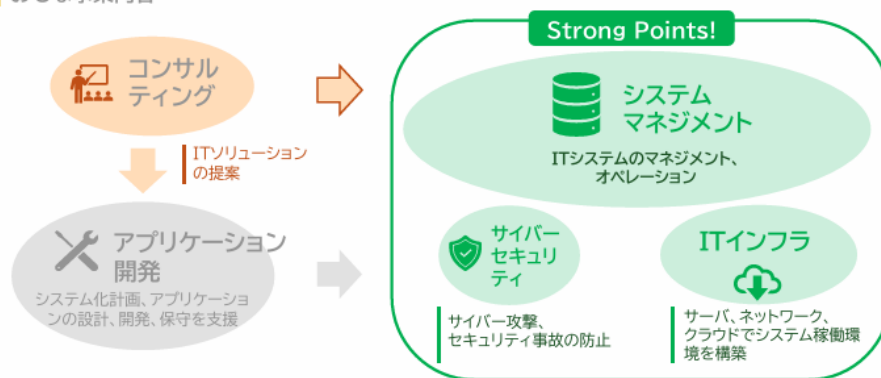 Strong Points!
コンサル
ティング
ITソリューション
の提案
アプリケーション
開発
システム化計画、アプリケーショ
ンの設計、開発、保守を支援
システム
マネジメント
ITシステムのマネジメント、
オペレーション
サイバー
セキュリ
ティ
サイバー攻撃、
セキュリティ事故の防止
ITインフラ
サーバ、ネットワーク、
クラウドでシステム稼働環
境を構築